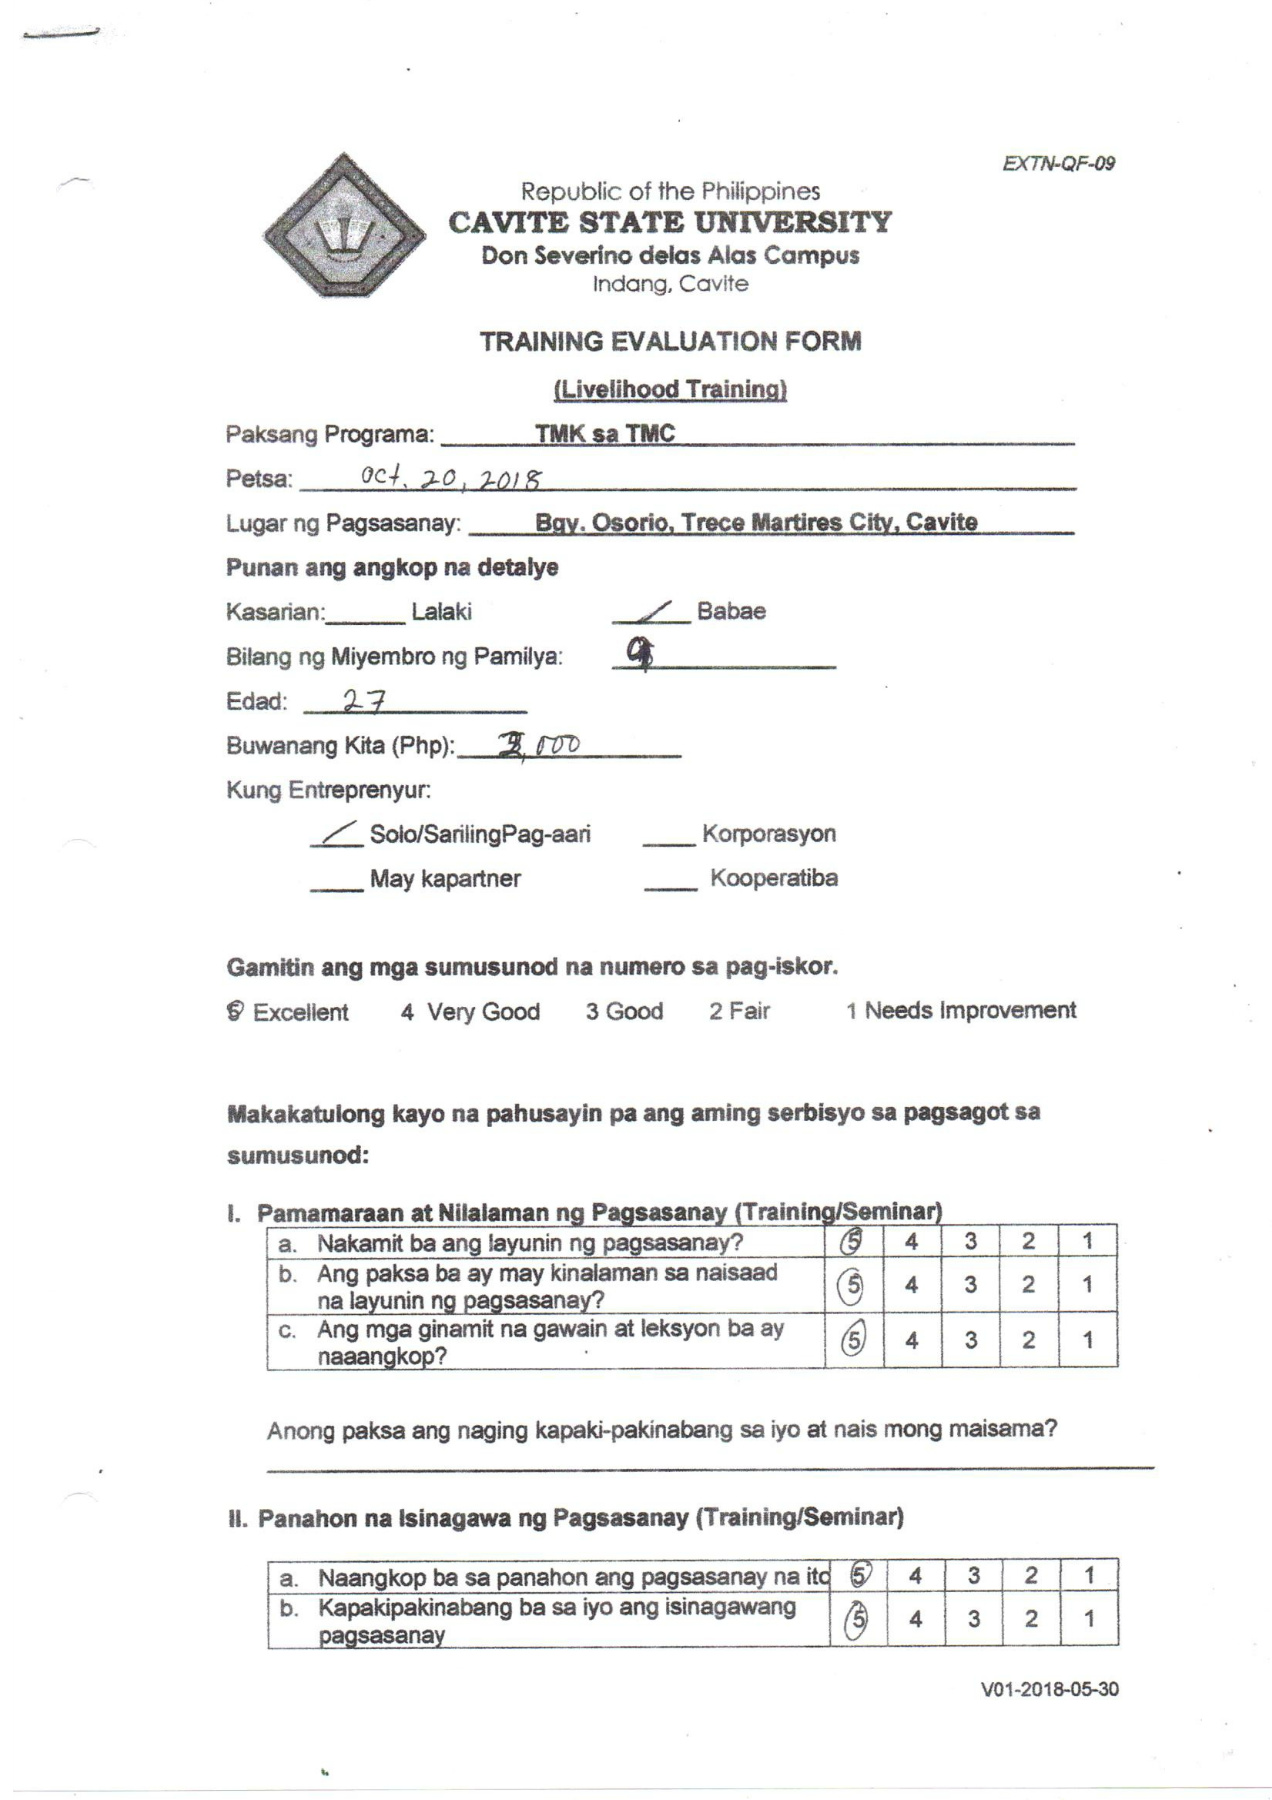 EXTN-QF-09
Republic of the Philippines
CAVITE STATE UNIVERSITY
Don Severino delas Alas Campus
Indang, Cavite
TRAINING EVALUATION FORM
(Livelihood Training)
Paksang Programa: TMK sa TMC
Petsa: Oct. 20, 2018
Lugar ng Pagsasanay: Bgy. Osorio, Trece Martires City, Cavite
Punan ang angkop na detalye
Kasarian: Lalaki Babae
Bilang ng Miyembro ng Pamilya:
Edad: 27
Buwanang Kita (Php):
Kung Entreprenyur:
Solo/SarilingPag-aari Korporasyon
May kapartner Kooperatiba
Gamitin ang mga sumusunod na numero sa pag-iskor.
5 Excellent 4 Very Good 3 Good 2 Fair 1 Needs Improvement
Makakatulong kayo na pahusayin pa ang aming serbisyo sa pagsagot sa
sumusunod:
I. Pamamaraan at Nilalaman ng Pagsasanay (Training/Seminar)
a. Nakamit ba ang layunin ng pagsasanay? 5 4 3 2 1
b. Ang paksa ba ay may kinalaman sa naisaad
na layunin ng pagsasanay? 5 4 3 2 1
c. Ang mga ginamit na gawain at leksyon ba ay
naaangkop? 5 4 3 2 1
Anong paksa ang naging kapaki-pakinabang sa iyo at nais mong maisama?
II. Panahon na Isinagawa ng Pagsasanay (Training/Seminar)
a. Naangkop ba sa panahon ang pagsasanay na ito 5 4 3 2 1
b. Kapakipakinabang ba sa iyo ang isinagawang
pagsasanay 5 4 3 2 1
V01-2018-05-30